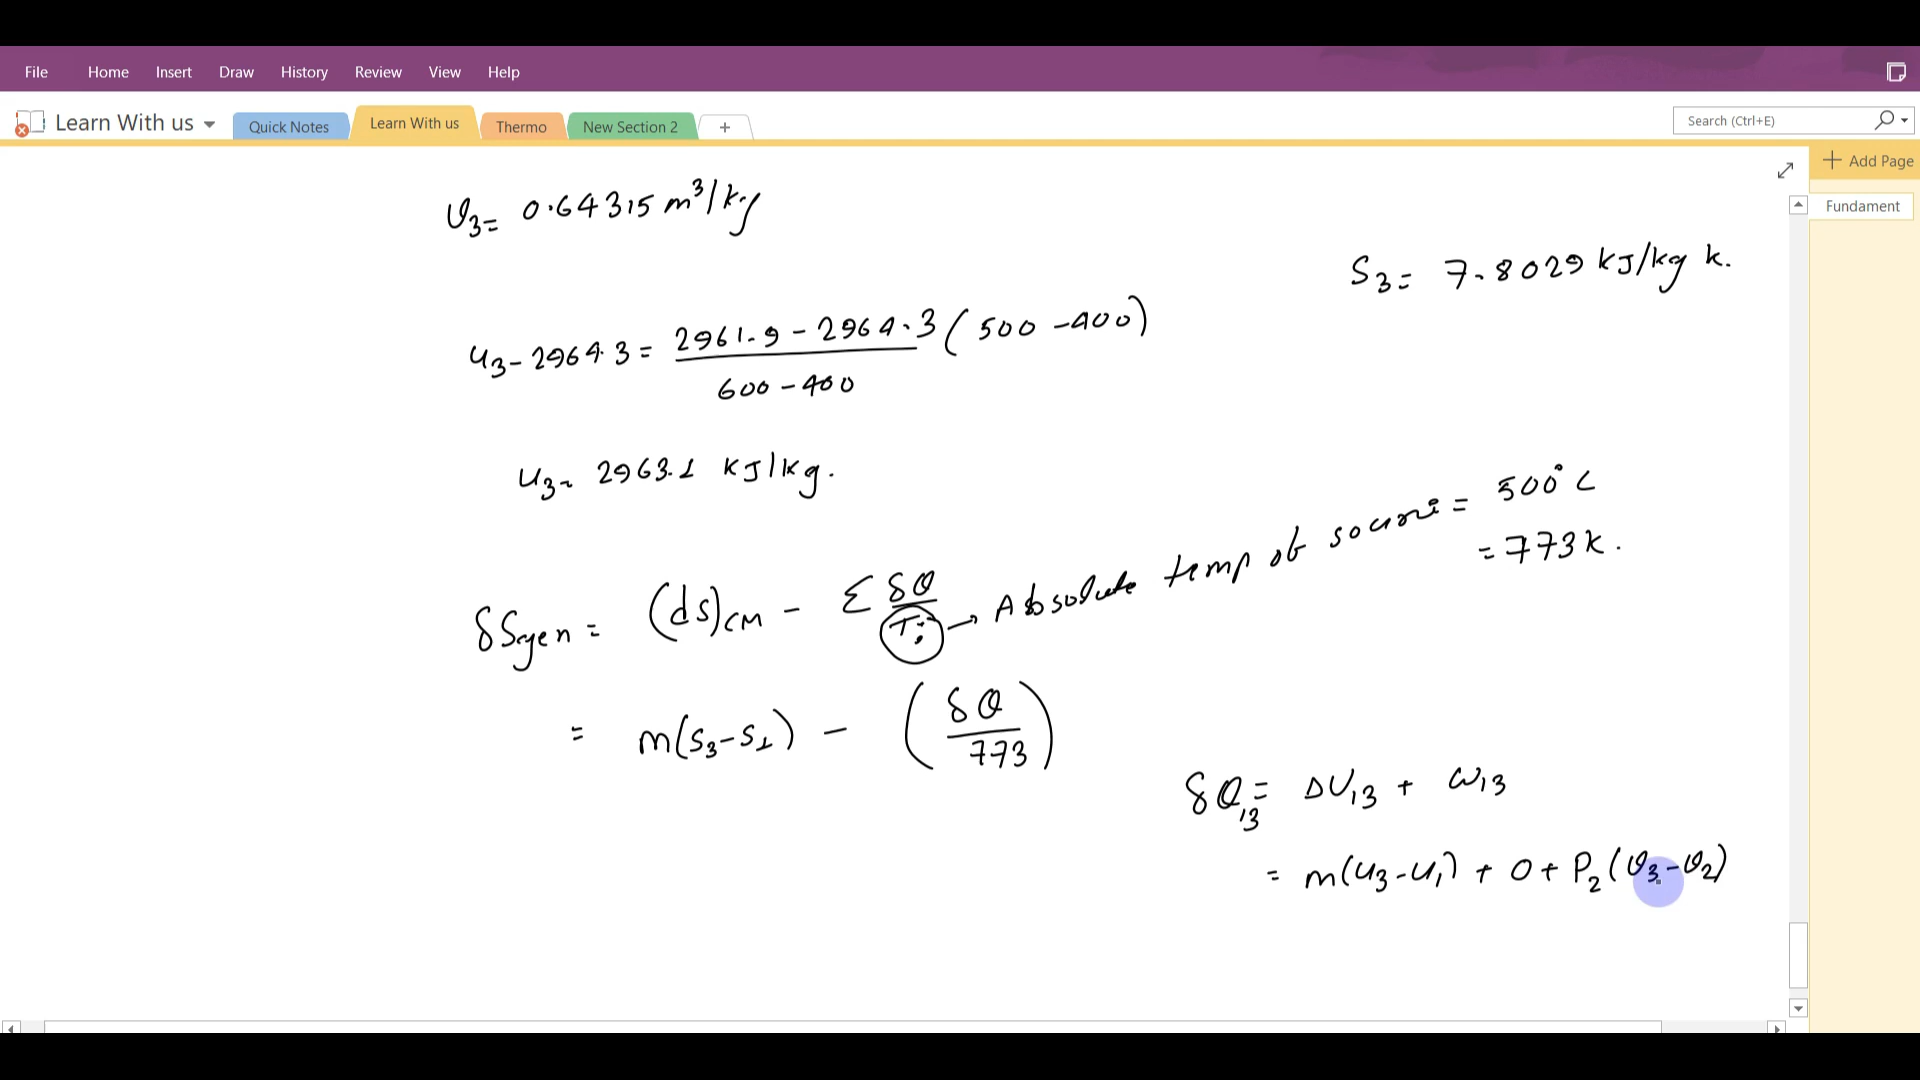 File Home Insert Draw History Review View Help
Learn With us Quick Notes Learn With us Thermo New Section 2 + Search (Ctrl+E)
Add Page
Fundament
υ3= 0.64315 m³/kg
S3= 7.8029 kJ/kg k.
u3-2964.3= 2961.9-2964.3 (500-400)
600-400
u3= 2963.1 kJ/kg.
500°C
= 773k.
δSgen = (ds)CM - Σ δQ/Ti → Absolute temp of source =
= m(s3-s1) - (δQ/773)
δQ13= ΔU13 + W13
= m(u3-u1) + 0 + P2(υ3-υ2)